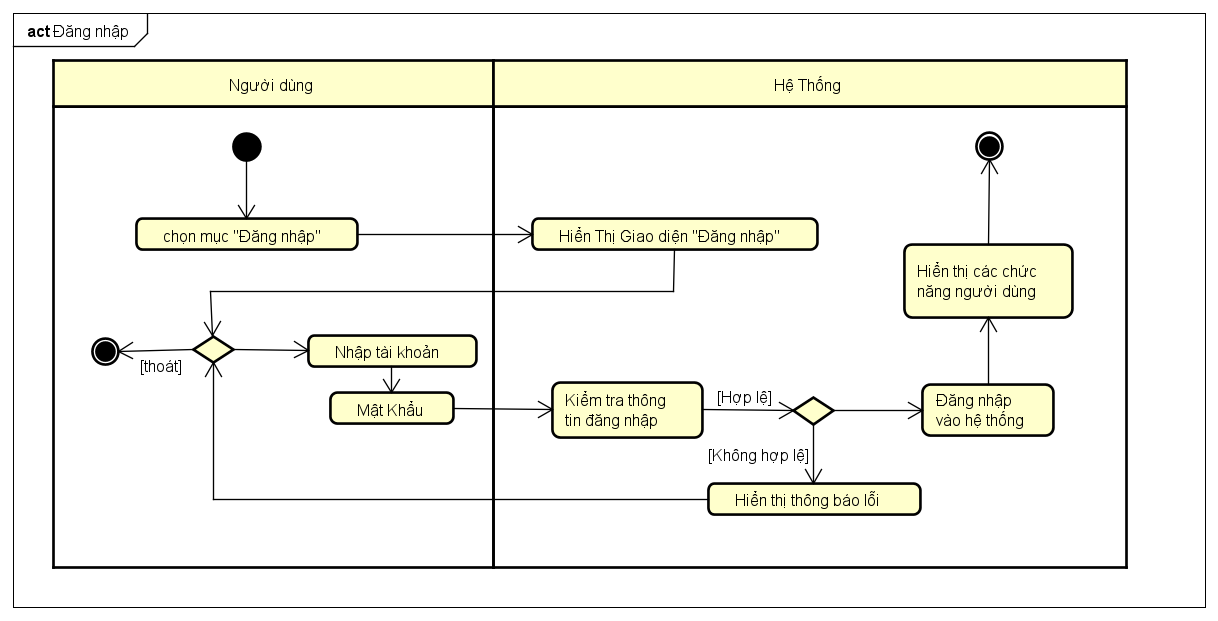 act Đăng nhập
Người dùng
Hệ Thống
chọn mục "Đăng nhập"
Hiển Thị Giao diện "Đăng nhập"
Hiển thị các chức
năng người dùng
[thoát]
Nhập tài khoản
Mật Khẩu
Kiểm tra thông
tin đăng nhập
[Hợp lệ]
Đăng nhập
vào hệ thống
[Không hợp lệ]
Hiển thị thông báo lỗi